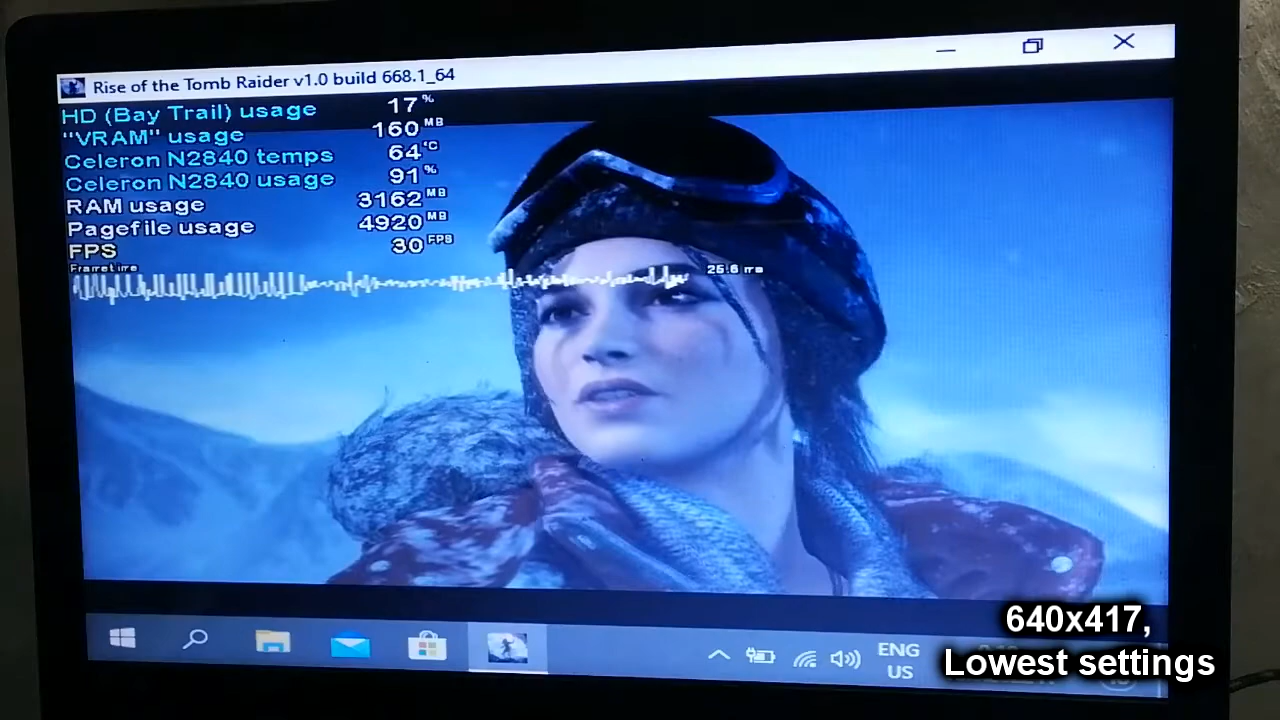 Rise of the Tomb Raider v1.0 build 668.1_64
HD (Bay Trail) usage 17 %
"VRAM" usage 160 MB
Celeron N2840 temps 64 °C
Celeron N2840 usage 91 %
RAM usage 3162 MB
Pagefile usage 4920 MB
FPS 30 FPS
Frametime 25.6 ms
ENG
US
640x417,
Lowest settings